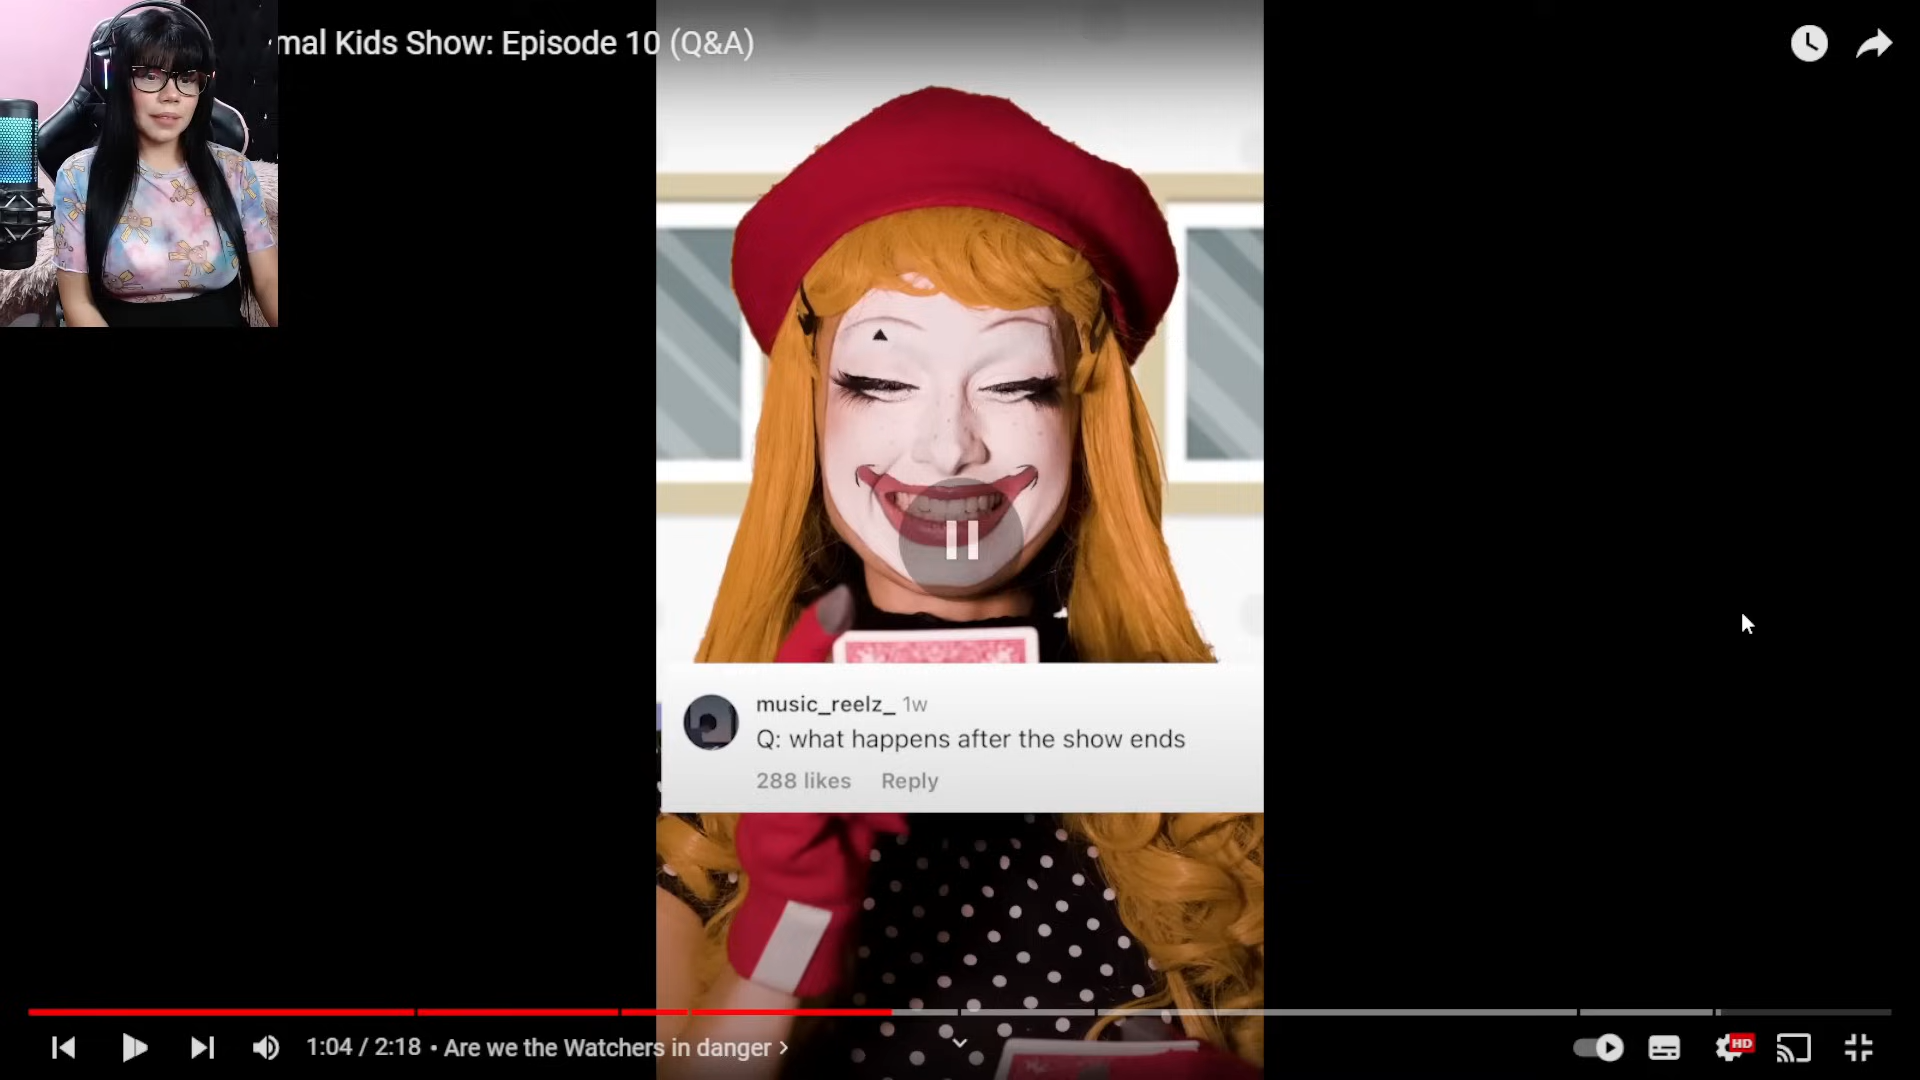 mal Kids Show: Episode 10 (Q&A)
music_reelz_ 1w
Q: what happens after the show ends
288 likes Reply
1:04 / 2:18 • Are we the Watchers in danger >
HD